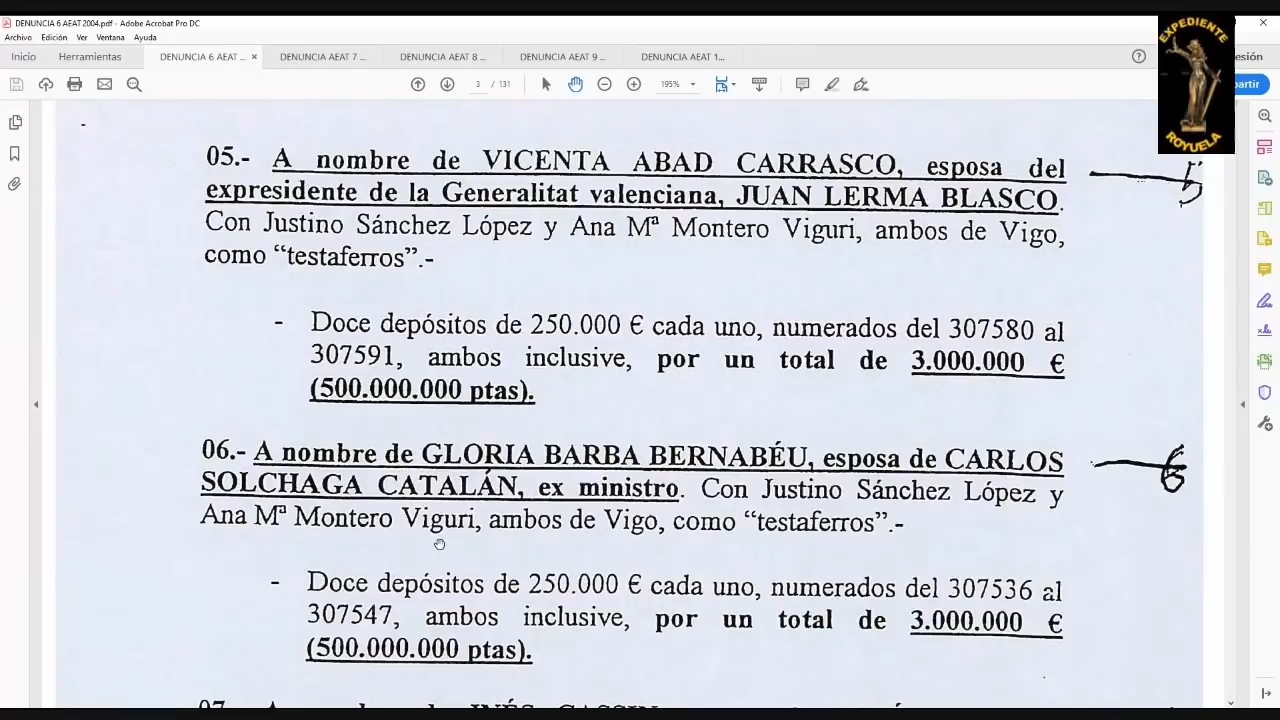 DENUNCIA 6 AEAT 2004.pdf - Adobe Acrobat Pro DC
Archivo Edición Ver Ventana Ayuda
Inicio Herramientas DENUNCIA 6 AEAT ... × DENUNCIA AEAT 7 ... DENUNCIA AEAT 8 ... DENUNCIA AEAT 9 ... DENUNCIA AEAT 1... esión
3 / 131 195% partir
EXPEDIENTE
ROYUELA
05.- A nombre de VICENTA ABAD CARRASCO, esposa del 5
expresidente de la Generalitat valenciana, JUAN LERMA BLASCO.
Con Justino Sánchez López y Ana Mª Montero Viguri, ambos de Vigo,
como “testaferros”.-
- Doce depósitos de 250.000 € cada uno, numerados del 307580 al
307591, ambos inclusive, por un total de 3.000.000 €
(500.000.000 ptas).
06.- A nombre de GLORIA BARBA BERNABÉU, esposa de CARLOS 6
SOLCHAGA CATALÁN, ex ministro. Con Justino Sánchez López y
Ana Mª Montero Viguri, ambos de Vigo, como “testaferros”.-
- Doce depósitos de 250.000 € cada uno, numerados del 307536 al
307547, ambos inclusive, por un total de 3.000.000 €
(500.000.000 ptas).